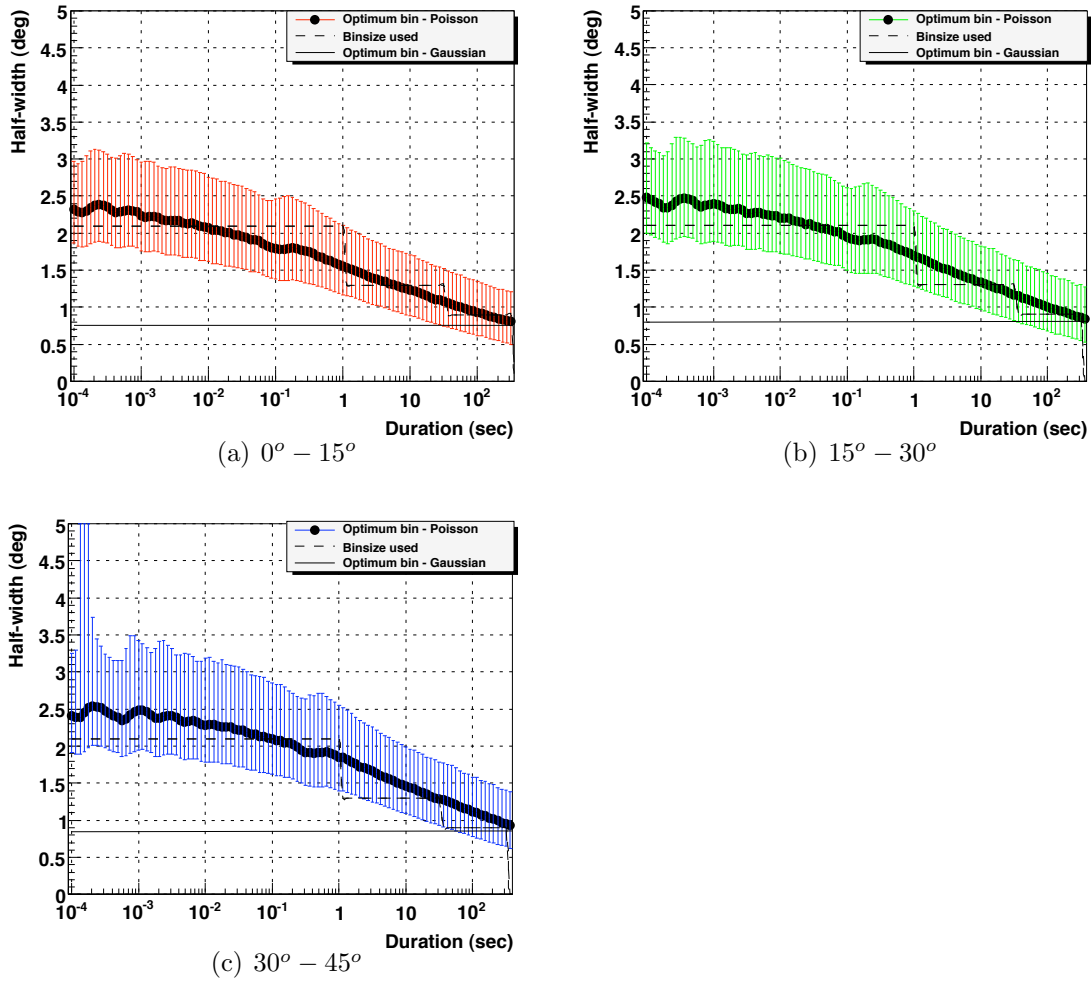 Half-width (deg)
Optimum bin - Poisson
Binsize used
Optimum bin - Gaussian
5
4.5
4
3.5
3
2.5
2
1.5
1
0.5
0
10⁻⁴ 10⁻³ 10⁻² 10⁻¹ 1 10 10²
Duration (sec)
(a) 0ᵒ − 15ᵒ
Half-width (deg)
Optimum bin - Poisson
Binsize used
Optimum bin - Gaussian
5
4.5
4
3.5
3
2.5
2
1.5
1
0.5
0
10⁻⁴ 10⁻³ 10⁻² 10⁻¹ 1 10 10²
Duration (sec)
(b) 15ᵒ − 30ᵒ
Half-width (deg)
Optimum bin - Poisson
Binsize used
Optimum bin - Gaussian
5
4.5
4
3.5
3
2.5
2
1.5
1
0.5
0
10⁻⁴ 10⁻³ 10⁻² 10⁻¹ 1 10 10²
Duration (sec)
(c) 30ᵒ − 45ᵒ